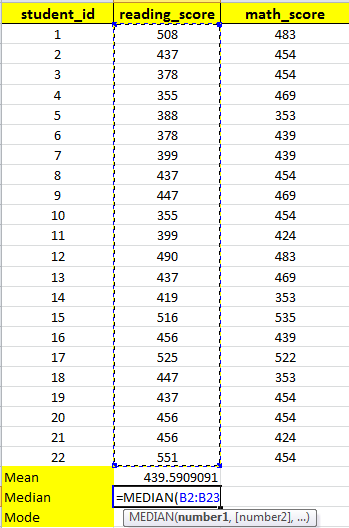 student_id reading_score math_score
1 508 483
2 437 454
3 378 454
4 355 469
5 388 353
6 378 439
7 399 439
8 437 454
9 447 469
10 355 454
11 399 424
12 490 483
13 437 469
14 419 353
15 516 535
16 456 439
17 525 522
18 447 353
19 437 454
20 456 454
21 456 424
22 551 454
Mean 439.5909091
Median =MEDIAN(B2:B23
Mode MEDIAN(number1, [number2], ...)